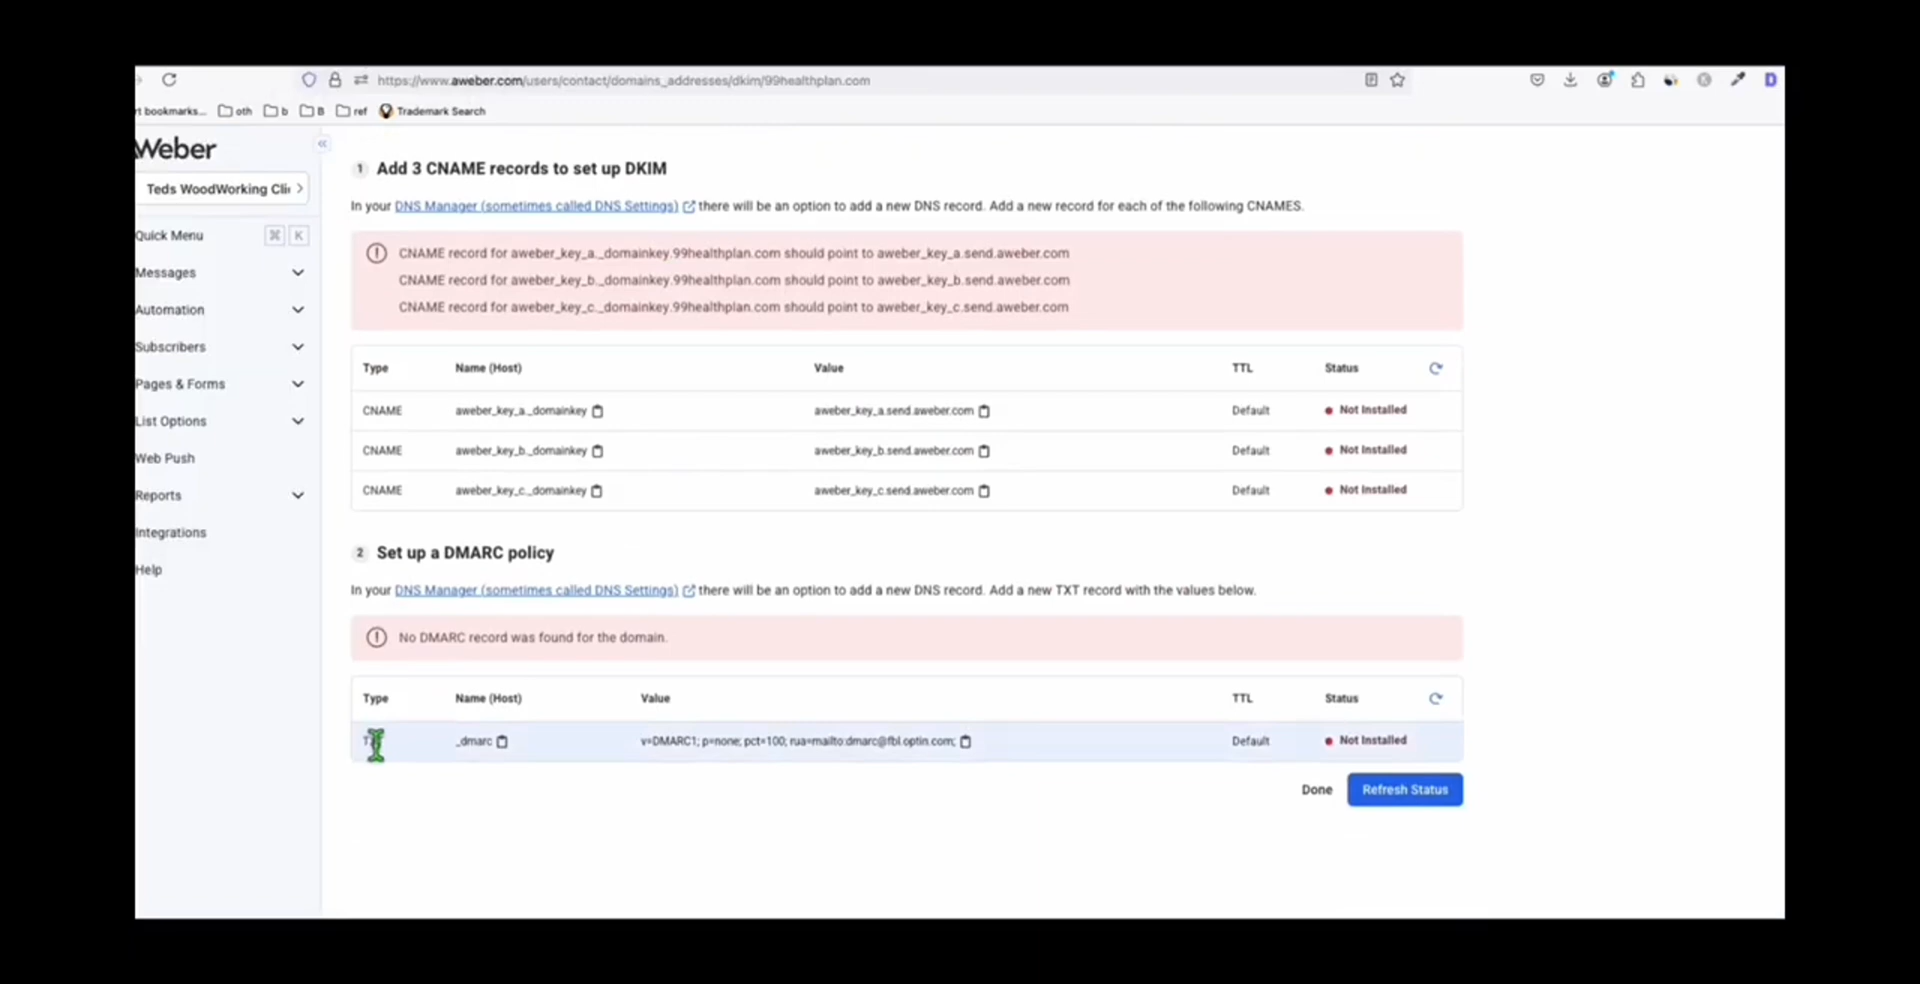 https://www.aweber.com/users/contact/domains_addresses/dkim/99healthplan.com
t bookmarks... oth b B ref Trademark Search
Weber
Teds WoodWorking Cli
Quick Menu ⌘ K
Messages
Automation
Subscribers
Pages & Forms
List Options
Web Push
Reports
Integrations
Help
1 Add 3 CNAME records to set up DKIM
In your DNS Manager (sometimes called DNS Settings) there will be an option to add a new DNS record. Add a new record for each of the following CNAMES.
CNAME record for aweber_key_a._domainkey.99healthplan.com should point to aweber_key_a.send.aweber.com
CNAME record for aweber_key_b._domainkey.99healthplan.com should point to aweber_key_b.send.aweber.com
CNAME record for aweber_key_c._domainkey.99healthplan.com should point to aweber_key_c.send.aweber.com
Type Name (Host) Value TTL Status
CNAME aweber_key_a._domainkey aweber_key_a.send.aweber.com Default Not Installed
CNAME aweber_key_b._domainkey aweber_key_b.send.aweber.com Default Not Installed
CNAME aweber_key_c._domainkey aweber_key_c.send.aweber.com Default Not Installed
2 Set up a DMARC policy
In your DNS Manager (sometimes called DNS Settings) there will be an option to add a new DNS record. Add a new TXT record with the values below.
No DMARC record was found for the domain.
Type Name (Host) Value TTL Status
_dmarc v=DMARC1; p=none; pct=100; rua=mailto:dmarc@fbl.optin.com; Default Not Installed
Done Refresh Status